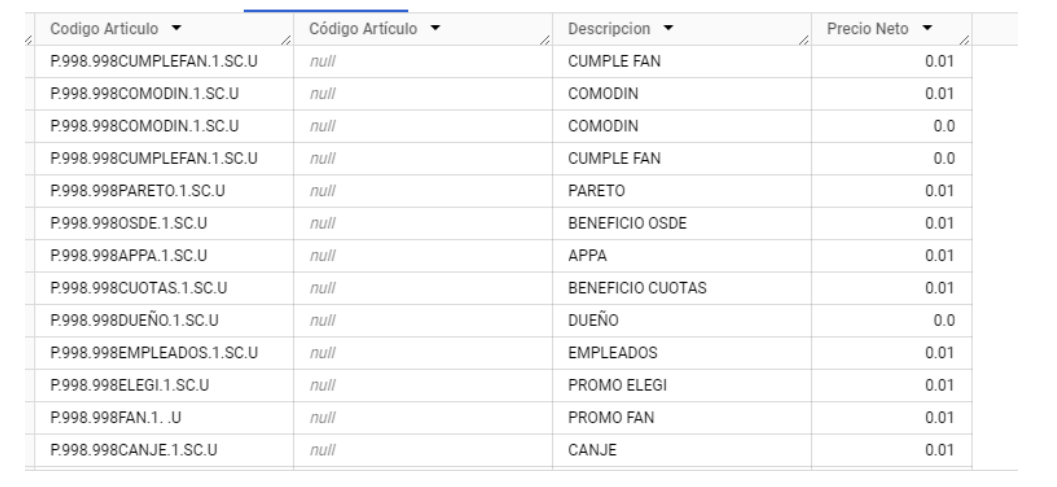 Codigo Articulo Código Artículo Descripcion Precio Neto
P.998.998CUMPLEFAN.1.SC.U null CUMPLE FAN 0.01
P.998.998COMODIN.1.SC.U null COMODIN 0.01
P.998.998COMODIN.1.SC.U null COMODIN 0.0
P.998.998CUMPLEFAN.1.SC.U null CUMPLE FAN 0.0
P.998.998PARETO.1.SC.U null PARETO 0.01
P.998.998OSDE.1.SC.U null BENEFICIO OSDE 0.01
P.998.998APPA.1.SC.U null APPA 0.01
P.998.998CUOTAS.1.SC.U null BENEFICIO CUOTAS 0.01
P.998.998DUEÑO.1.SC.U null DUEÑO 0.0
P.998.998EMPLEADOS.1.SC.U null EMPLEADOS 0.01
P.998.998ELEGI.1.SC.U null PROMO ELEGI 0.01
P.998.998FAN.1. .U null PROMO FAN 0.01
P.998.998CANJE.1.SC.U null CANJE 0.01